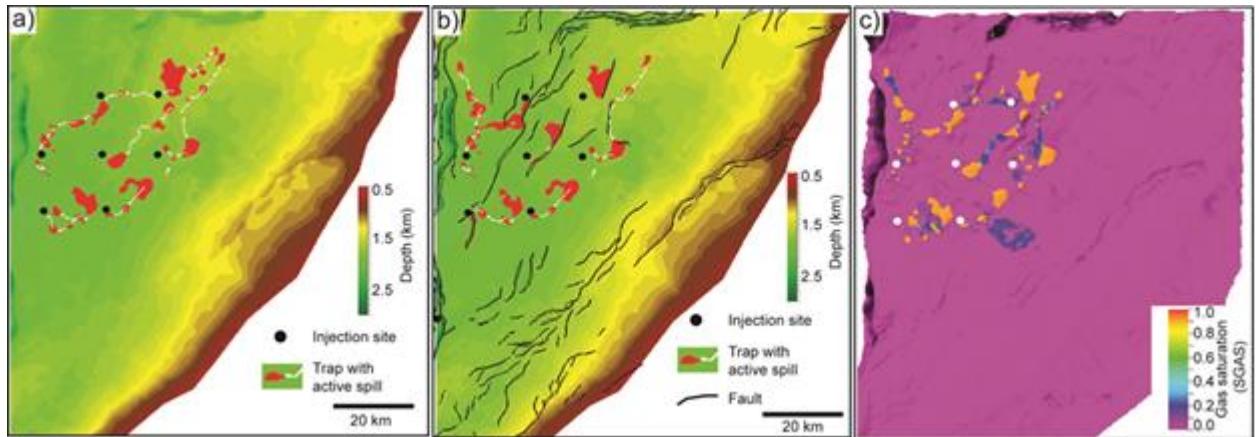 a)
0.5
1.5
2.5
Depth (km)
Injection site
Trap with
active spill
20 km
b)
0.5
1.5
2.5
Depth (km)
Injection site
Trap with
active spill
Fault
20 km
c)
1.0
0.8
0.6
0.4
0.2
0.0
Gas saturation
(SGAS)